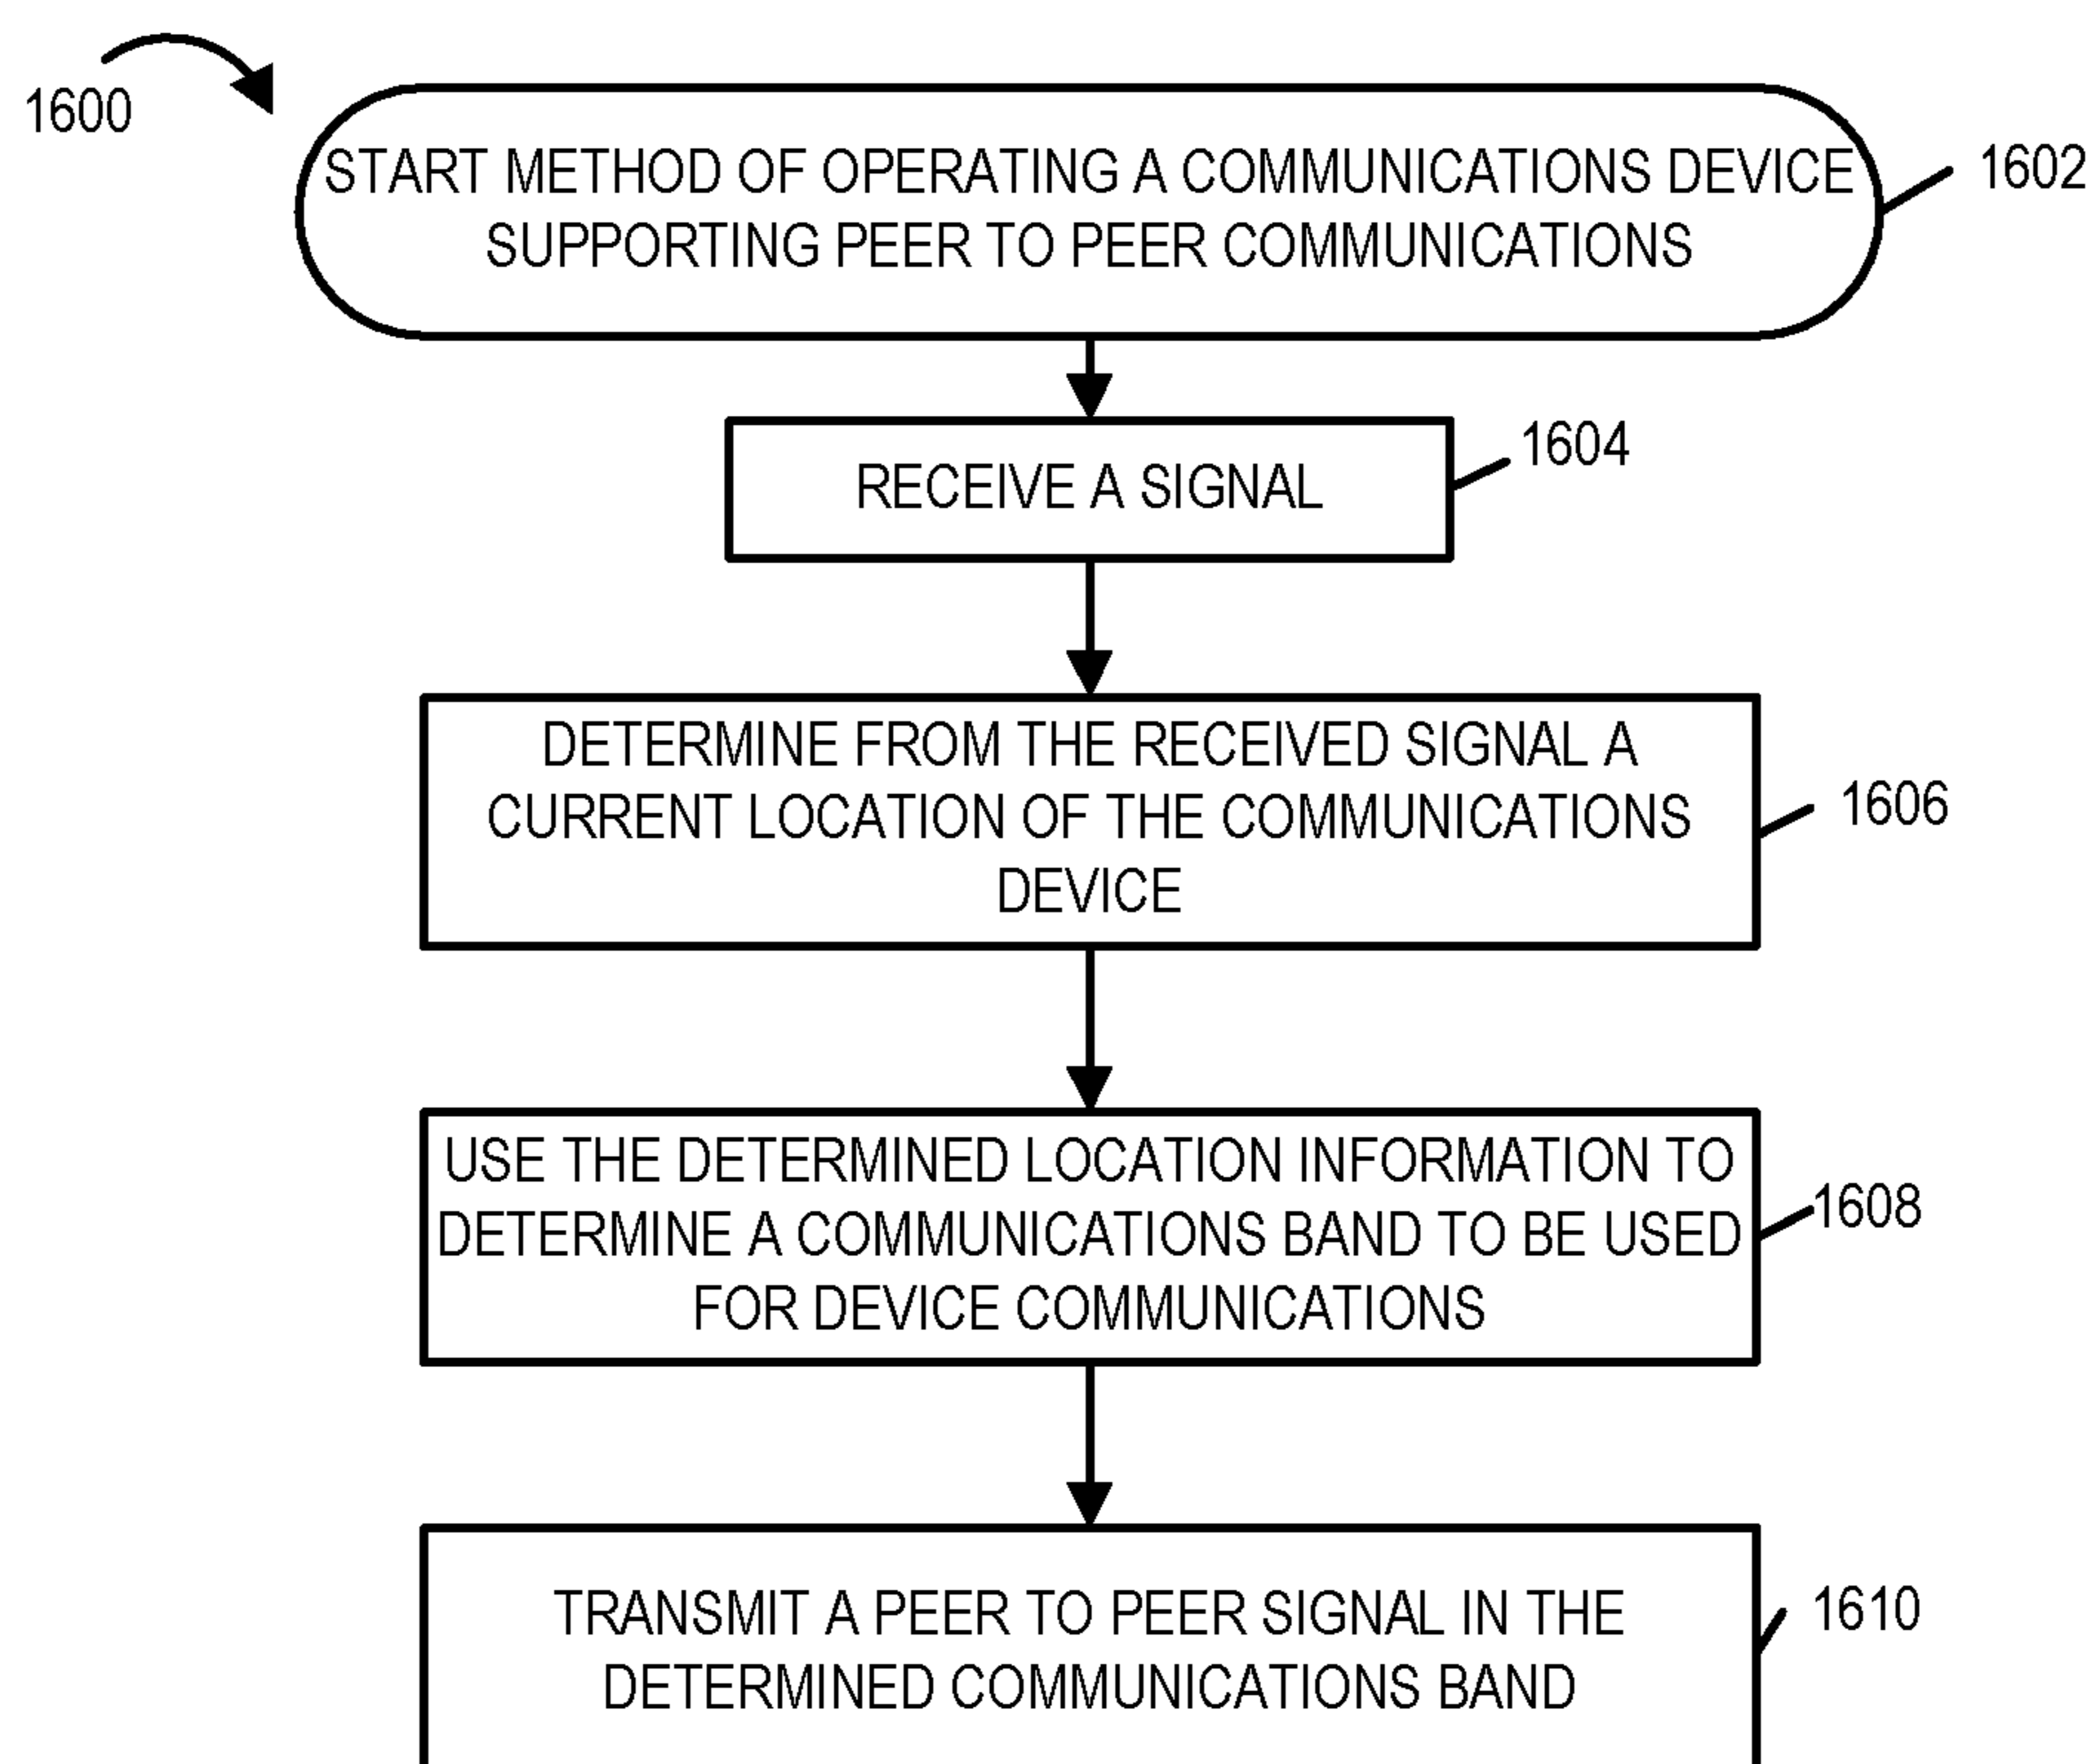 1600
START METHOD OF OPERATING A COMMUNICATIONS DEVICE
SUPPORTING PEER TO PEER COMMUNICATIONS
1602
RECEIVE A SIGNAL
1604
DETERMINE FROM THE RECEIVED SIGNAL A
CURRENT LOCATION OF THE COMMUNICATIONS
DEVICE
1606
USE THE DETERMINED LOCATION INFORMATION TO
DETERMINE A COMMUNICATIONS BAND TO BE USED
FOR DEVICE COMMUNICATIONS
1608
TRANSMIT A PEER TO PEER SIGNAL IN THE
DETERMINED COMMUNICATIONS BAND
1610